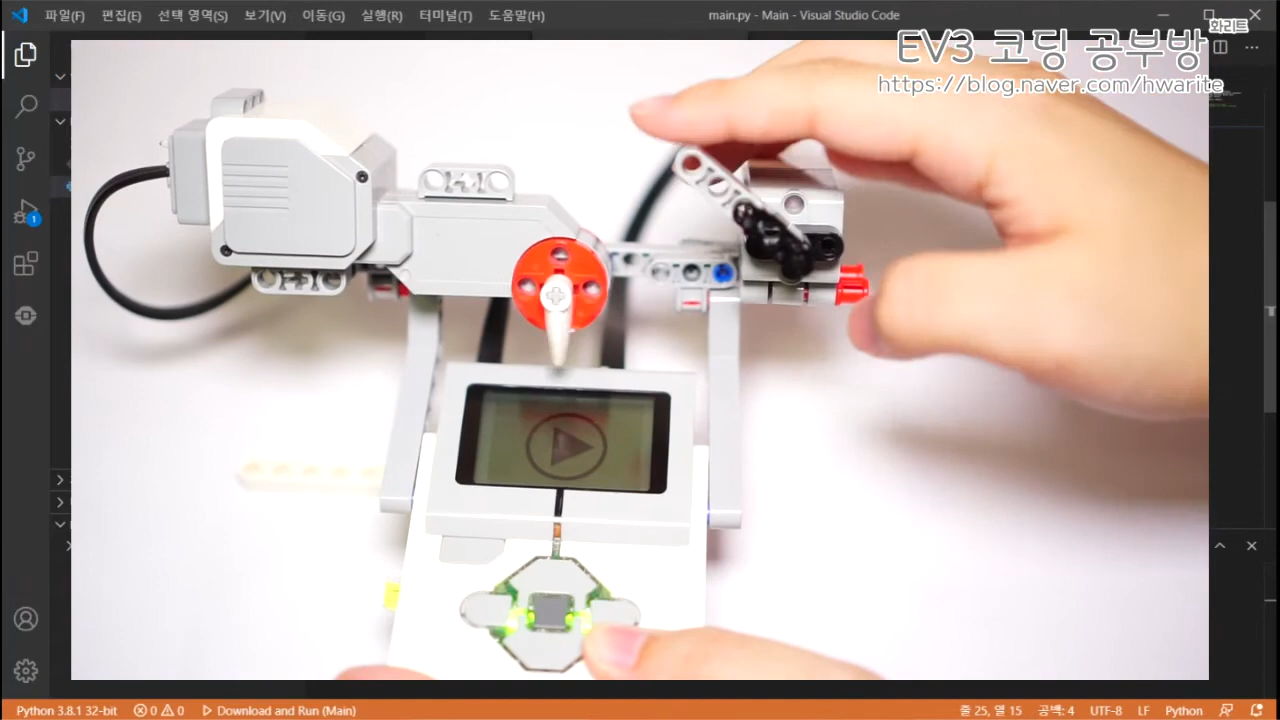 파일(F) 편집(E) 선택 영역(S) 보기(V) 이동(G) 실행(R) 터미널(T) 도움말(H) main.py - Main - Visual Studio Code
화리트
EV3 코딩 공부방
https://blog.naver.com/hwarite
1
Python 3.8.1 32-bit 0 0 Download and Run (Main) 줄 25, 열 15 공백: 4 UTF-8 LF Python